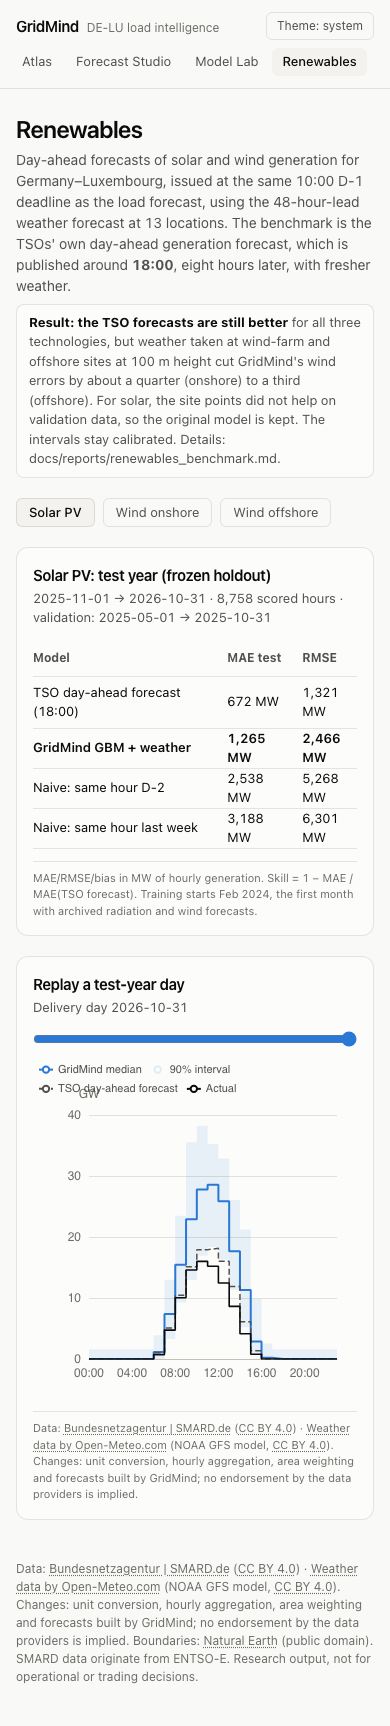 GridMind DE-LU load intelligence Theme: system
Atlas Forecast Studio Model Lab Renewables
Renewables
Day-ahead forecasts of solar and wind generation for
Germany–Luxembourg, issued at the same 10:00 D-1
deadline as the load forecast, using the 48-hour-lead
weather forecast at 13 locations. The benchmark is the
TSOs' own day-ahead generation forecast, which is
published around 18:00, eight hours later, with fresher
weather.
Result: the TSO forecasts are still better for all three
technologies, but weather taken at wind-farm and
offshore sites at 100 m height cut GridMind's wind
errors by about a quarter (onshore) to a third
(offshore). For solar, the site points did not help on
validation data, so the original model is kept. The
intervals stay calibrated. Details:
docs/reports/renewables_benchmark.md.
Solar PV Wind onshore Wind offshore
Solar PV: test year (frozen holdout)
2025-11-01 → 2026-10-31 · 8,758 scored hours ·
validation: 2025-05-01 → 2025-10-31
Model MAE test RMSE
TSO day-ahead forecast
(18:00)
672 MW
1,321
MW
GridMind GBM + weather
1,265
MW
2,466
MW
Naive: same hour D-2
2,538
MW
5,268
MW
Naive: same hour last week
3,188
MW
6,301
MW
MAE/RMSE/bias in MW of hourly generation. Skill = 1 − MAE /
MAE(TSO forecast). Training starts Feb 2024, the first month
with archived radiation and wind forecasts.
Replay a test-year day
Delivery day 2026-10-31
GridMind median 90% interval
TSO day-ahead forecast Actual
GW
40
30
20
10
0
00:00 04:00 08:00 12:00 16:00 20:00
Data: Bundesnetzagentur | SMARD.de (CC BY 4.0) · Weather
data by Open-Meteo.com (NOAA GFS model, CC BY 4.0).
Changes: unit conversion, hourly aggregation, area weighting
and forecasts built by GridMind; no endorsement by the data
providers is implied.
Data: Bundesnetzagentur | SMARD.de (CC BY 4.0) · Weather
data by Open-Meteo.com (NOAA GFS model, CC BY 4.0).
Changes: unit conversion, hourly aggregation, area weighting
and forecasts built by GridMind; no endorsement by the data
providers is implied. Boundaries: Natural Earth (public domain).
SMARD data originate from ENTSO-E. Research output, not for
operational or trading decisions.